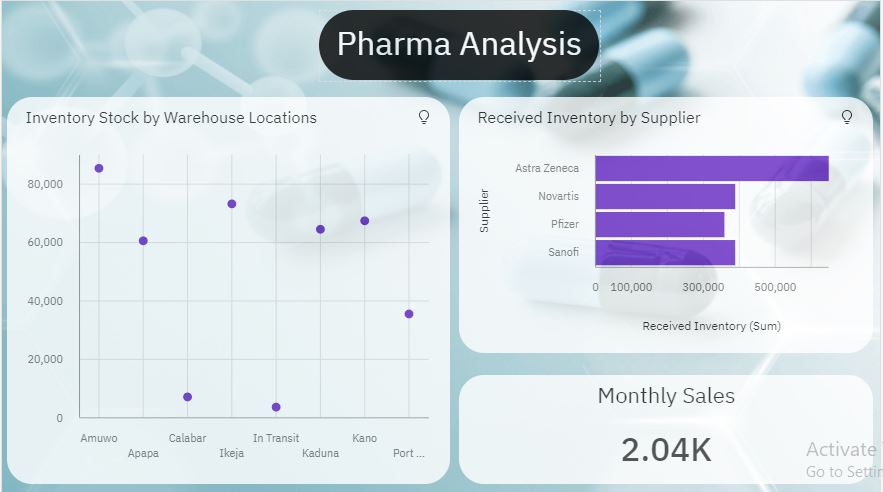 Pharma Analysis
Inventory Stock by Warehouse Locations
80,000
60,000
40,000
20,000
0
Amuwo
Apapa
Calabar
Ikeja
In Transit
Kaduna
Kano
Port ...
Received Inventory by Supplier
Supplier
Astra Zeneca
Novartis
Pfizer
Sanofi
0 100,000 300,000 500,000
Received Inventory (Sum)
Monthly Sales
2.04K
Activate
Go to Settin